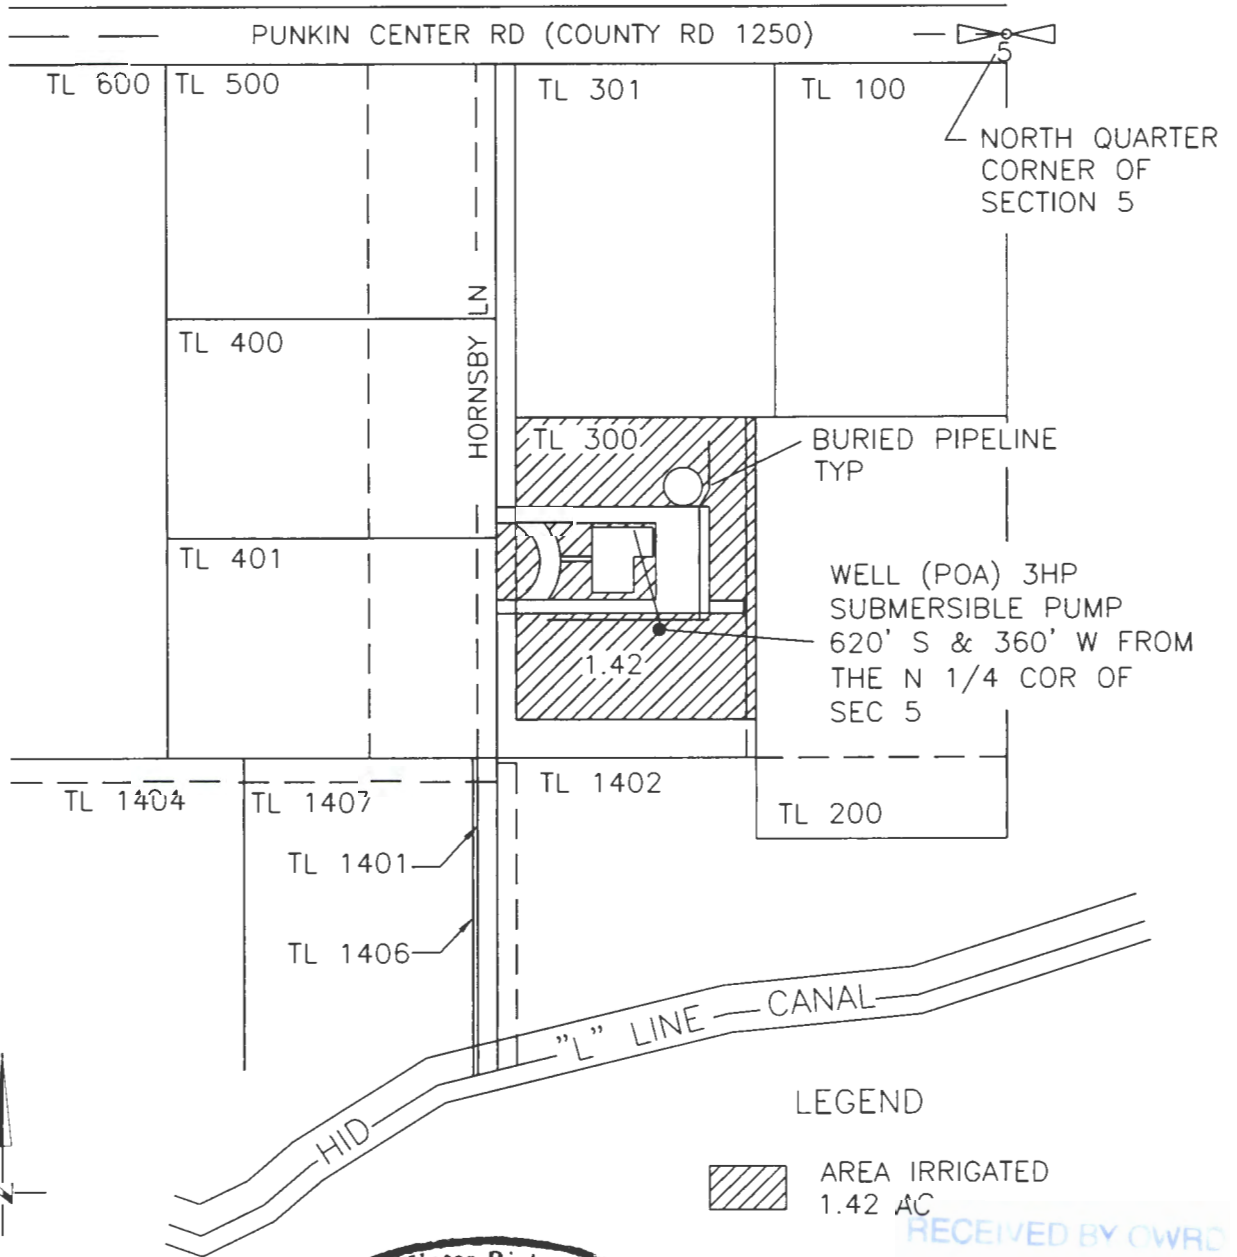 PUNKIN CENTER RD (COUNTY RD 1250)
5
TL 600
TL 500
TL 301
TL 100
NORTH QUARTER
CORNER OF
SECTION 5
HORNSBY LN
TL 400
TL 300
BURIED PIPELINE
TYP
TL 401
WELL (POA) 3HP
SUBMERSIBLE PUMP
620' S & 360' W FROM
THE N 1/4 COR OF
SEC 5
1.42
TL 1404
TL 1407
TL 1402
TL 200
TL 1401
TL 1406
HID "L" LINE CANAL
LEGEND
AREA IRRIGATED
1.42 AC
N
RECEIVED BY OWRD